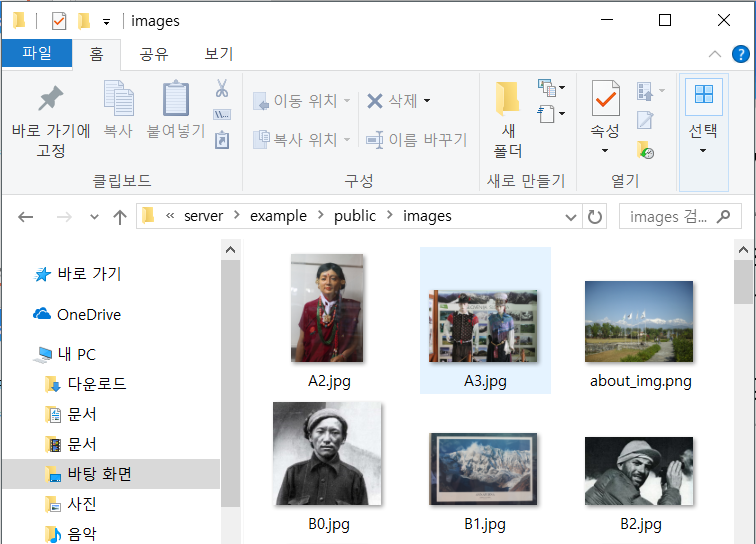 images
파일
홈
공유
보기
바로 가기에
고정
복사
붙여넣기
이동 위치
복사 위치
삭제
이름 바꾸기
새
폴더
속성
선택
클립보드
구성
새로 만들기
열기
« server > example > public > images
images 검...
바로 가기
OneDrive
내 PC
다운로드
문서
문서
바탕 화면
사진
음악
A2.jpg
A3.jpg
about_img.png
B0.jpg
B1.jpg
B2.jpg